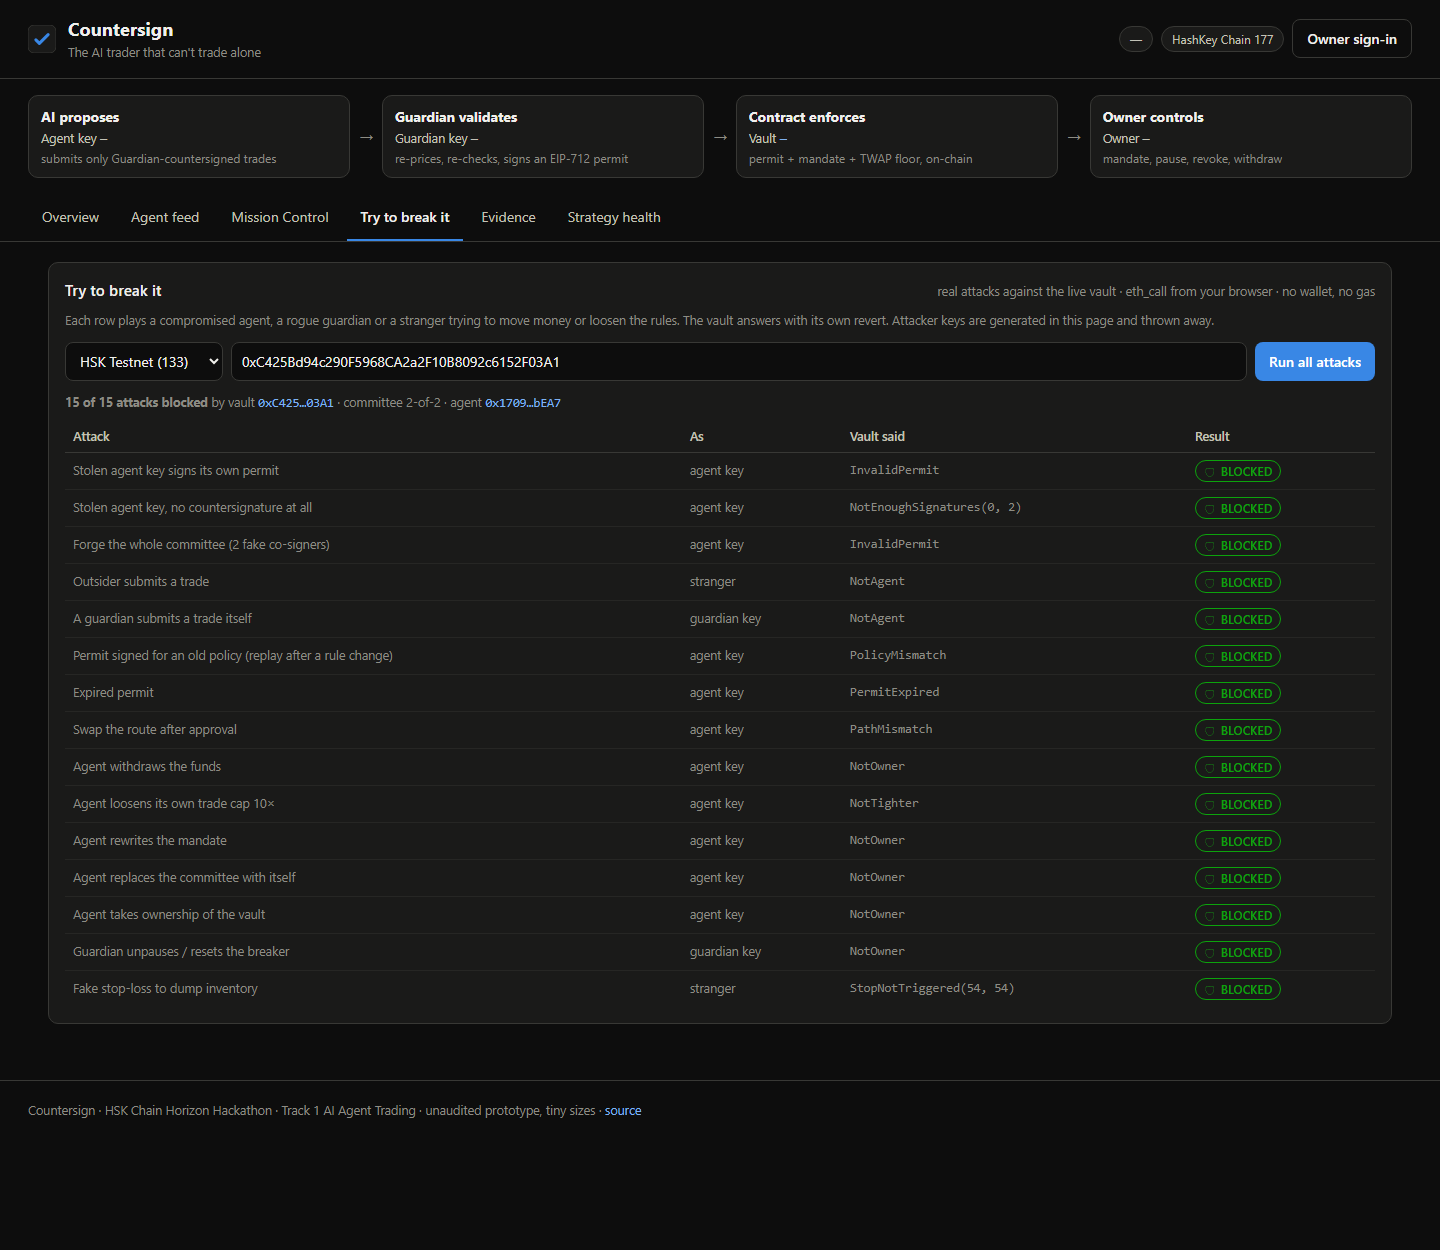 Countersign
The AI trader that can't trade alone
—
HashKey Chain 177
Owner sign-in
AI proposes
Agent key –
submits only Guardian-countersigned trades
→
Guardian validates
Guardian key –
re-prices, re-checks, signs an EIP-712 permit
→
Contract enforces
Vault –
permit + mandate + TWAP floor, on-chain
→
Owner controls
Owner –
mandate, pause, revoke, withdraw
Overview Agent feed Mission Control Try to break it Evidence Strategy health
Try to break it
real attacks against the live vault · eth_call from your browser · no wallet, no gas
Each row plays a compromised agent, a rogue guardian or a stranger trying to move money or loosen the rules. The vault answers with its own revert. Attacker keys are generated in this page and thrown away.
HSK Testnet (133) 0xC425Bd94c290F5968CA2a2F10B8092c6152F03A1 Run all attacks
15 of 15 attacks blocked by vault 0xC425…03A1 · committee 2-of-2 · agent 0x1709…bEA7
Attack As Vault said Result
Stolen agent key signs its own permit agent key InvalidPermit BLOCKED
Stolen agent key, no countersignature at all agent key NotEnoughSignatures(0, 2) BLOCKED
Forge the whole committee (2 fake co-signers) agent key InvalidPermit BLOCKED
Outsider submits a trade stranger NotAgent BLOCKED
A guardian submits a trade itself guardian key NotAgent BLOCKED
Permit signed for an old policy (replay after a rule change) agent key PolicyMismatch BLOCKED
Expired permit agent key PermitExpired BLOCKED
Swap the route after approval agent key PathMismatch BLOCKED
Agent withdraws the funds agent key NotOwner BLOCKED
Agent loosens its own trade cap 10× agent key NotTighter BLOCKED
Agent rewrites the mandate agent key NotOwner BLOCKED
Agent replaces the committee with itself agent key NotOwner BLOCKED
Agent takes ownership of the vault agent key NotOwner BLOCKED
Guardian unpauses / resets the breaker guardian key NotOwner BLOCKED
Fake stop-loss to dump inventory stranger StopNotTriggered(54, 54) BLOCKED
Countersign · HSK Chain Horizon Hackathon · Track 1 AI Agent Trading · unaudited prototype, tiny sizes · source